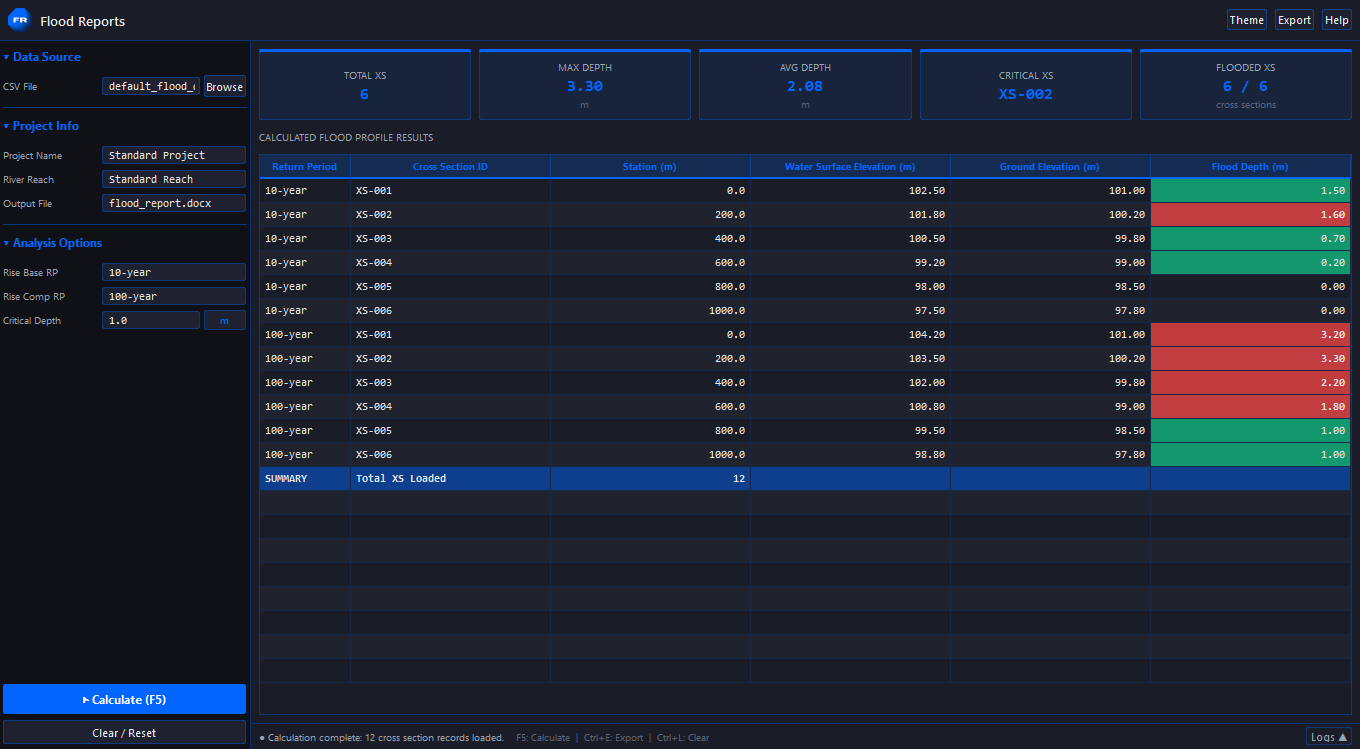 FR Flood Reports Theme Export Help
▾ Data Source
CSV File default_flood_ Browse
▾ Project Info
Project Name Standard Project
River Reach Standard Reach
Output File flood_report.docx
▾ Analysis Options
Rise Base RP 10-year
Rise Comp RP 100-year
Critical Depth 1.0 m
▶ Calculate (F5)
Clear / Reset
TOTAL XS
6
MAX DEPTH
3.30
m
AVG DEPTH
2.08
m
CRITICAL XS
XS-002
FLOODED XS
6 / 6
cross sections
CALCULATED FLOOD PROFILE RESULTS
Return Period Cross Section ID Station (m) Water Surface Elevation (m) Ground Elevation (m) Flood Depth (m)
10-year XS-001 0.0 102.50 101.00 1.50
10-year XS-002 200.0 101.80 100.20 1.60
10-year XS-003 400.0 100.50 99.80 0.70
10-year XS-004 600.0 99.20 99.00 0.20
10-year XS-005 800.0 98.00 98.50 0.00
10-year XS-006 1000.0 97.50 97.80 0.00
100-year XS-001 0.0 104.20 101.00 3.20
100-year XS-002 200.0 103.50 100.20 3.30
100-year XS-003 400.0 102.00 99.80 2.20
100-year XS-004 600.0 100.80 99.00 1.80
100-year XS-005 800.0 99.50 98.50 1.00
100-year XS-006 1000.0 98.80 97.80 1.00
SUMMARY Total XS Loaded 12
● Calculation complete: 12 cross section records loaded. F5: Calculate | Ctrl+E: Export | Ctrl+L: Clear Logs ▲